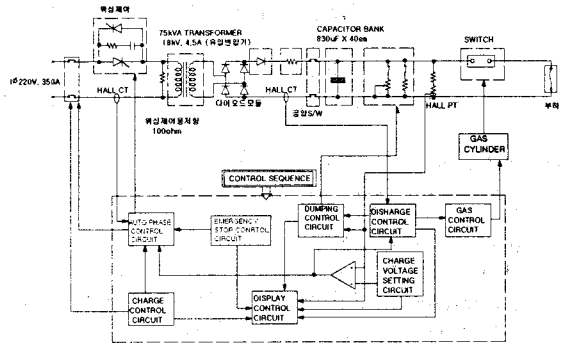 위상제어
75kVA TRANSFORMER
18kV, 4.5A (유입변압기)
CAPACITOR BANK
830uF X 40ea
SWITCH
1Φ220V, 350A
HALL CT
위상제어용저항
100ohm
다이오드모듈
HALL CT
공압S/W
HALL PT
부하
GAS
CYLINDER
CONTROL SEQUENCE
AUTO PHASE
CONTROL
CIRCUIT
EMERGENCY
STOP CONRTOL
CIRCUIT
DUMPING
CONTROL
CIRCUIT
DISHARGE
CONTROL
CIRCUIT
GAS
CONTROL
CIRCUIT
CHARGE
VOLTAGE
SETTING
CIRCUIT
CHARGE
CONTROL
CIRCUIT
DISPLAY
CONTROL
CIRCUIT